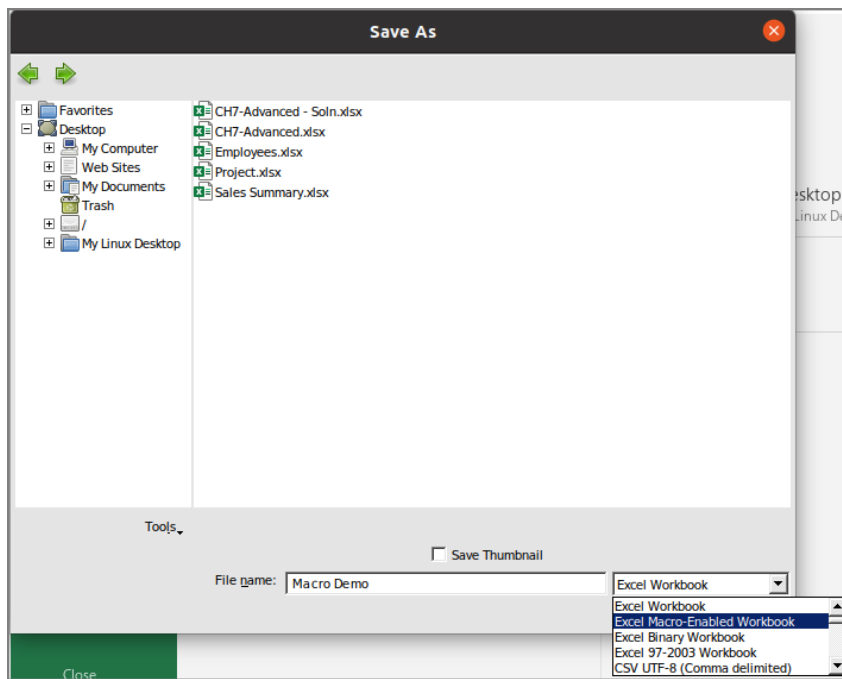 Save As
Favorites
Desktop
My Computer
Web Sites
My Documents
Trash
/
My Linux Desktop
CH7-Advanced - Soln.xlsx
CH7-Advanced.xlsx
Employees.xlsx
Project.xlsx
Sales Summary.xlsx
Tools
Save Thumbnail
File name: Macro Demo Excel Workbook
Excel Workbook
Excel Macro-Enabled Workbook
Excel Binary Workbook
Excel 97-2003 Workbook
CSV UTF-8 (Comma delimited)
Close